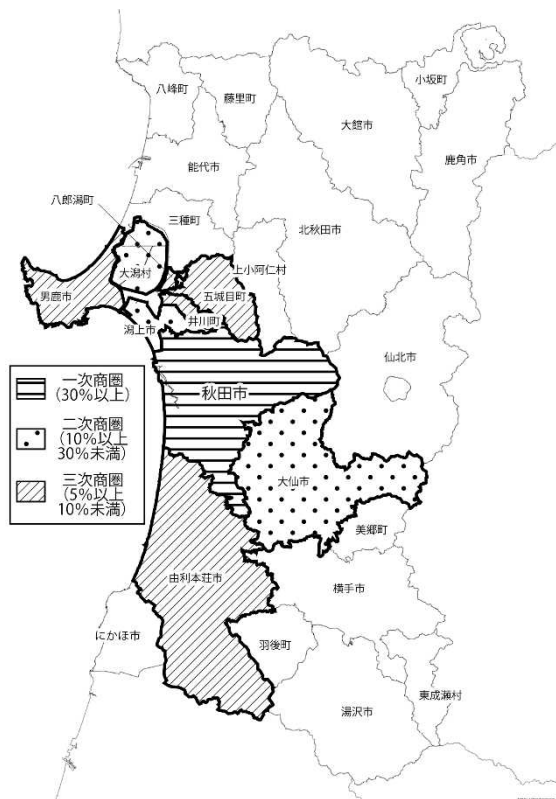 八峰町
藤里町
小坂町
大館市
鹿角市
能代市
八郎潟町
三種町
北秋田市
大潟村
上小阿仁村
男鹿市
五城目町
潟上市
井川町
仙北市
秋田市
一次商圏
(30%以上)
二次商圏
(10%以上
30%未満)
三次商圏
(5%以上
10%未満)
大仙市
美郷町
由利本荘市
横手市
にかほ市
羽後町
東成瀬村
湯沢市